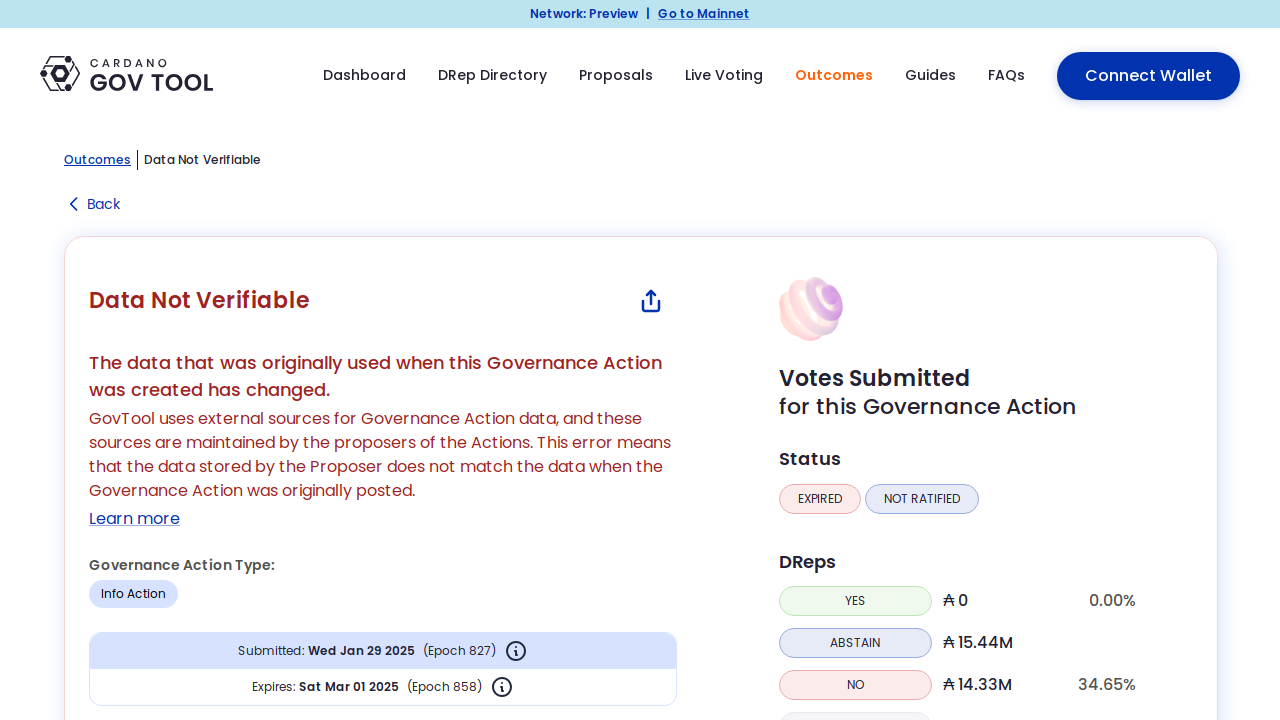 Network: Preview | Go to Mainnet
CARDANO
GOV TOOL
Dashboard
DRep Directory
Proposals
Live Voting
Outcomes
Guides
FAQs
Connect Wallet
Outcomes | Data Not Verifiable
Back
Data Not Verifiable
The data that was originally used when this Governance Action
was created has changed.
GovTool uses external sources for Governance Action data, and these
sources are maintained by the proposers of the Actions. This error means
that the data stored by the Proposer does not match the data when the
Governance Action was originally posted.
Learn more
Governance Action Type:
Info Action
Submitted: Wed Jan 29 2025 (Epoch 827)
Expires: Sat Mar 01 2025 (Epoch 858)
Votes Submitted
for this Governance Action
Status
EXPIRED
NOT RATIFIED
DReps
YES ₳ 0 0.00%
ABSTAIN ₳ 15.44M
NO ₳ 14.33M 34.65%